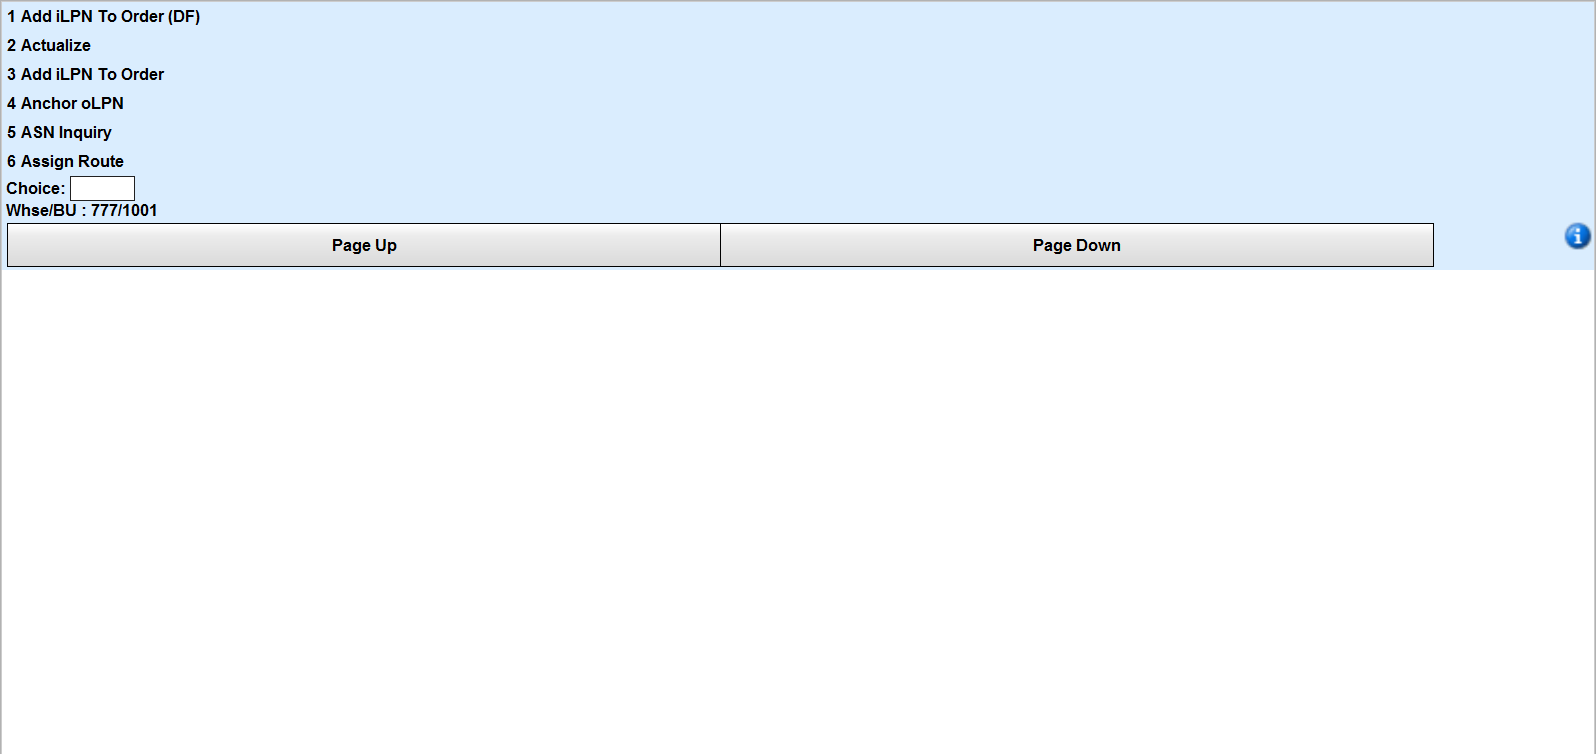 1 Add iLPN To Order (DF)
2 Actualize
3 Add iLPN To Order
4 Anchor oLPN
5 ASN Inquiry
6 Assign Route
Choice:
Whse/BU : 777/1001
Page Up Page Down